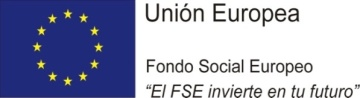 Unión Europea
Fondo Social Europeo
“El FSE invierte en tu futuro”